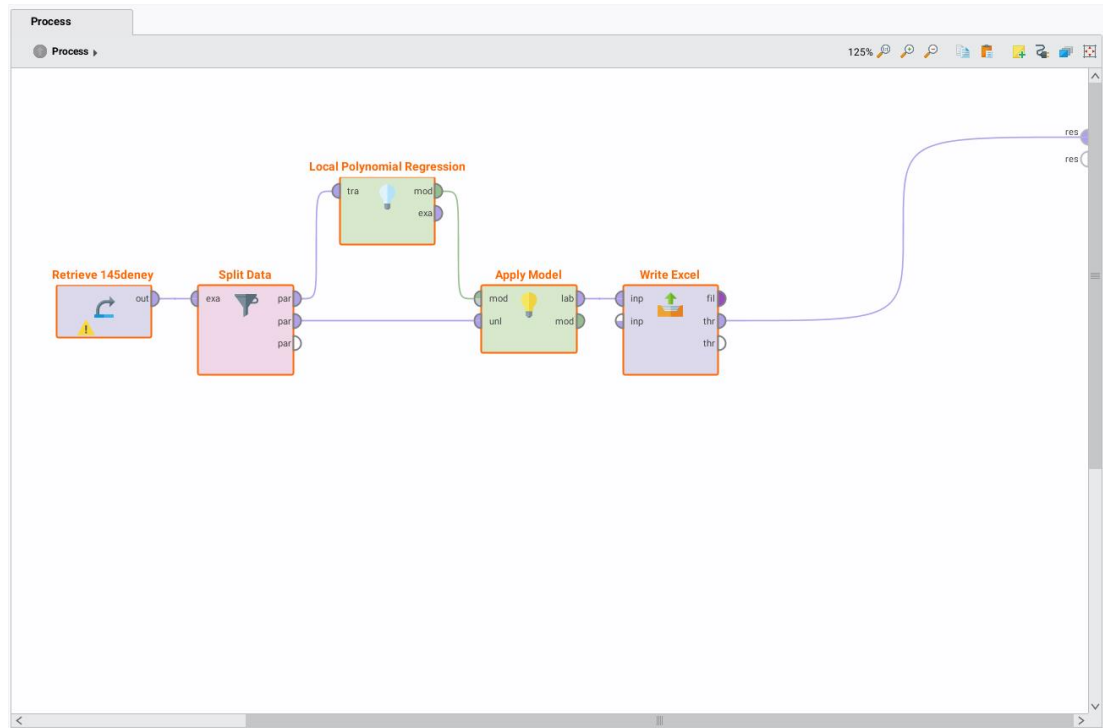 Process
Process
125%
res
res
Local Polynomial Regression
tra mod
exa
Retrieve 145deney
out
Split Data
exa par
par
par
Apply Model
mod lab
unl mod
Write Excel
inp fil
inp thr
thr